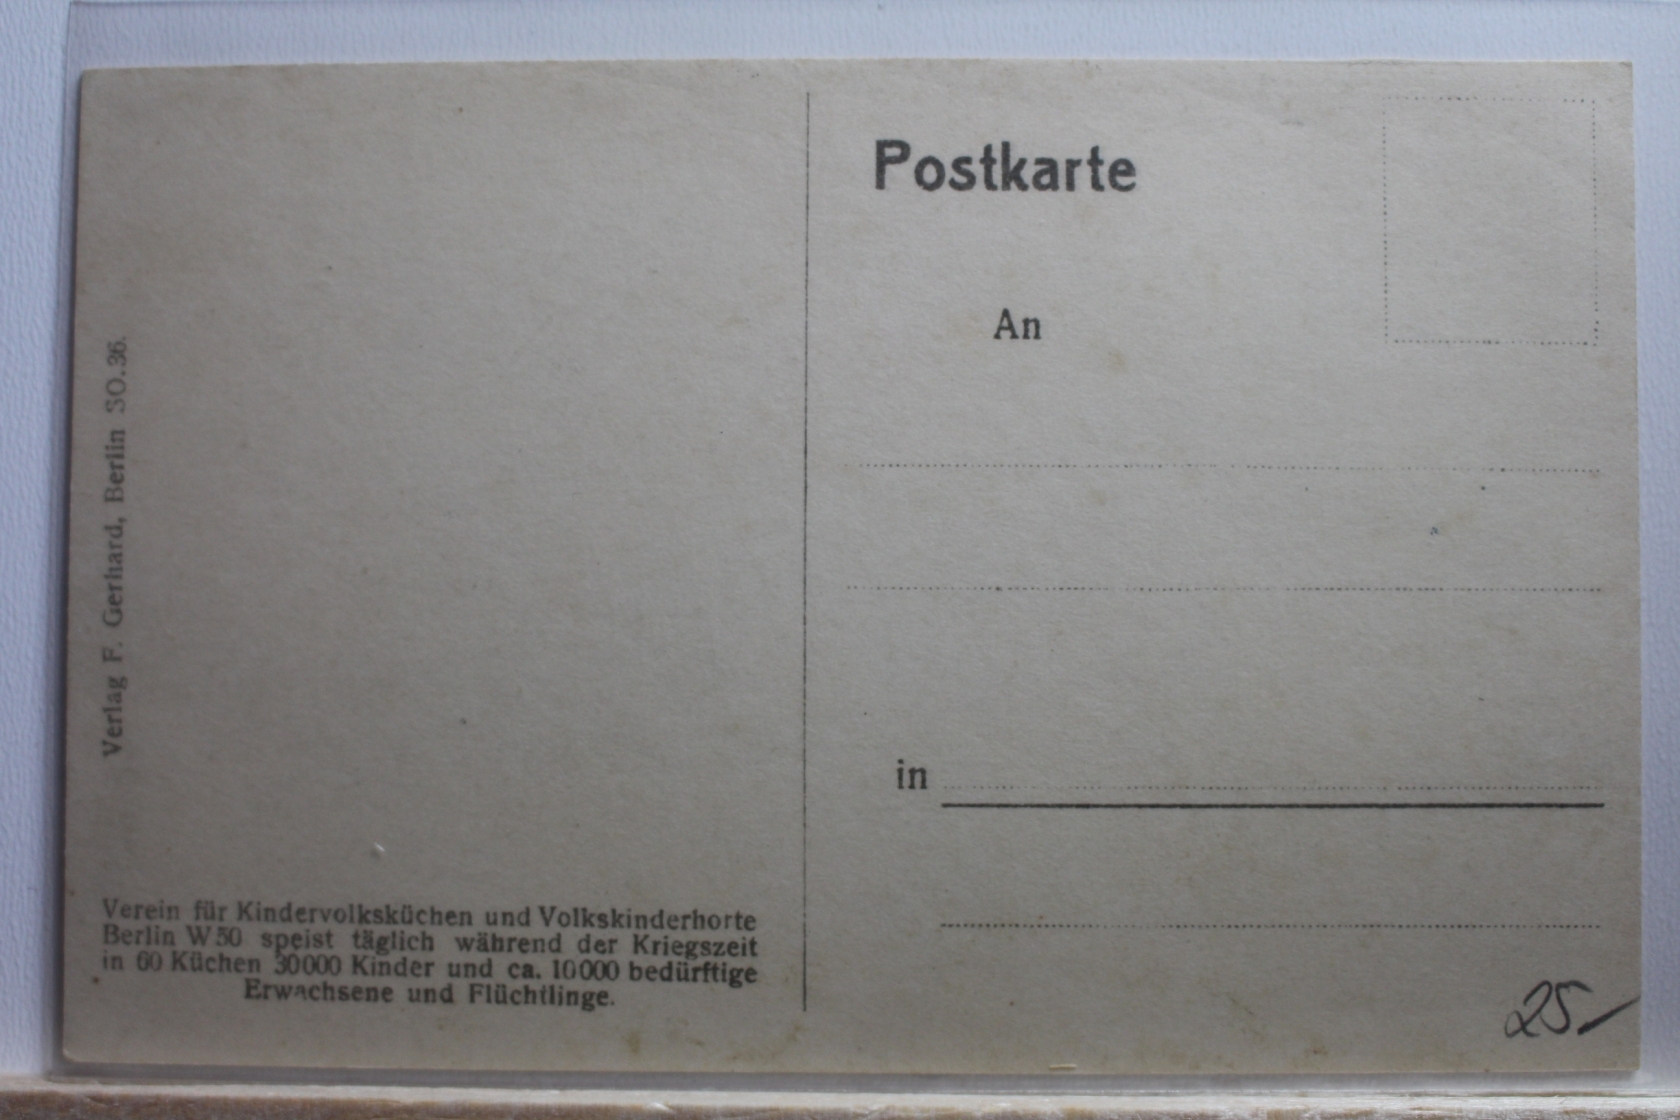 Postkarte
An
in
Verlag F. Gerhard, Berlin SO.36.
Verein für Kindervolksküchen und Volkskinderhorte
Berlin W 50 speist täglich während der Kriegszeit
in 60 Küchen 30000 Kinder und ca. 10000 bedürftige
Erwachsene und Flüchtlinge.
25.-